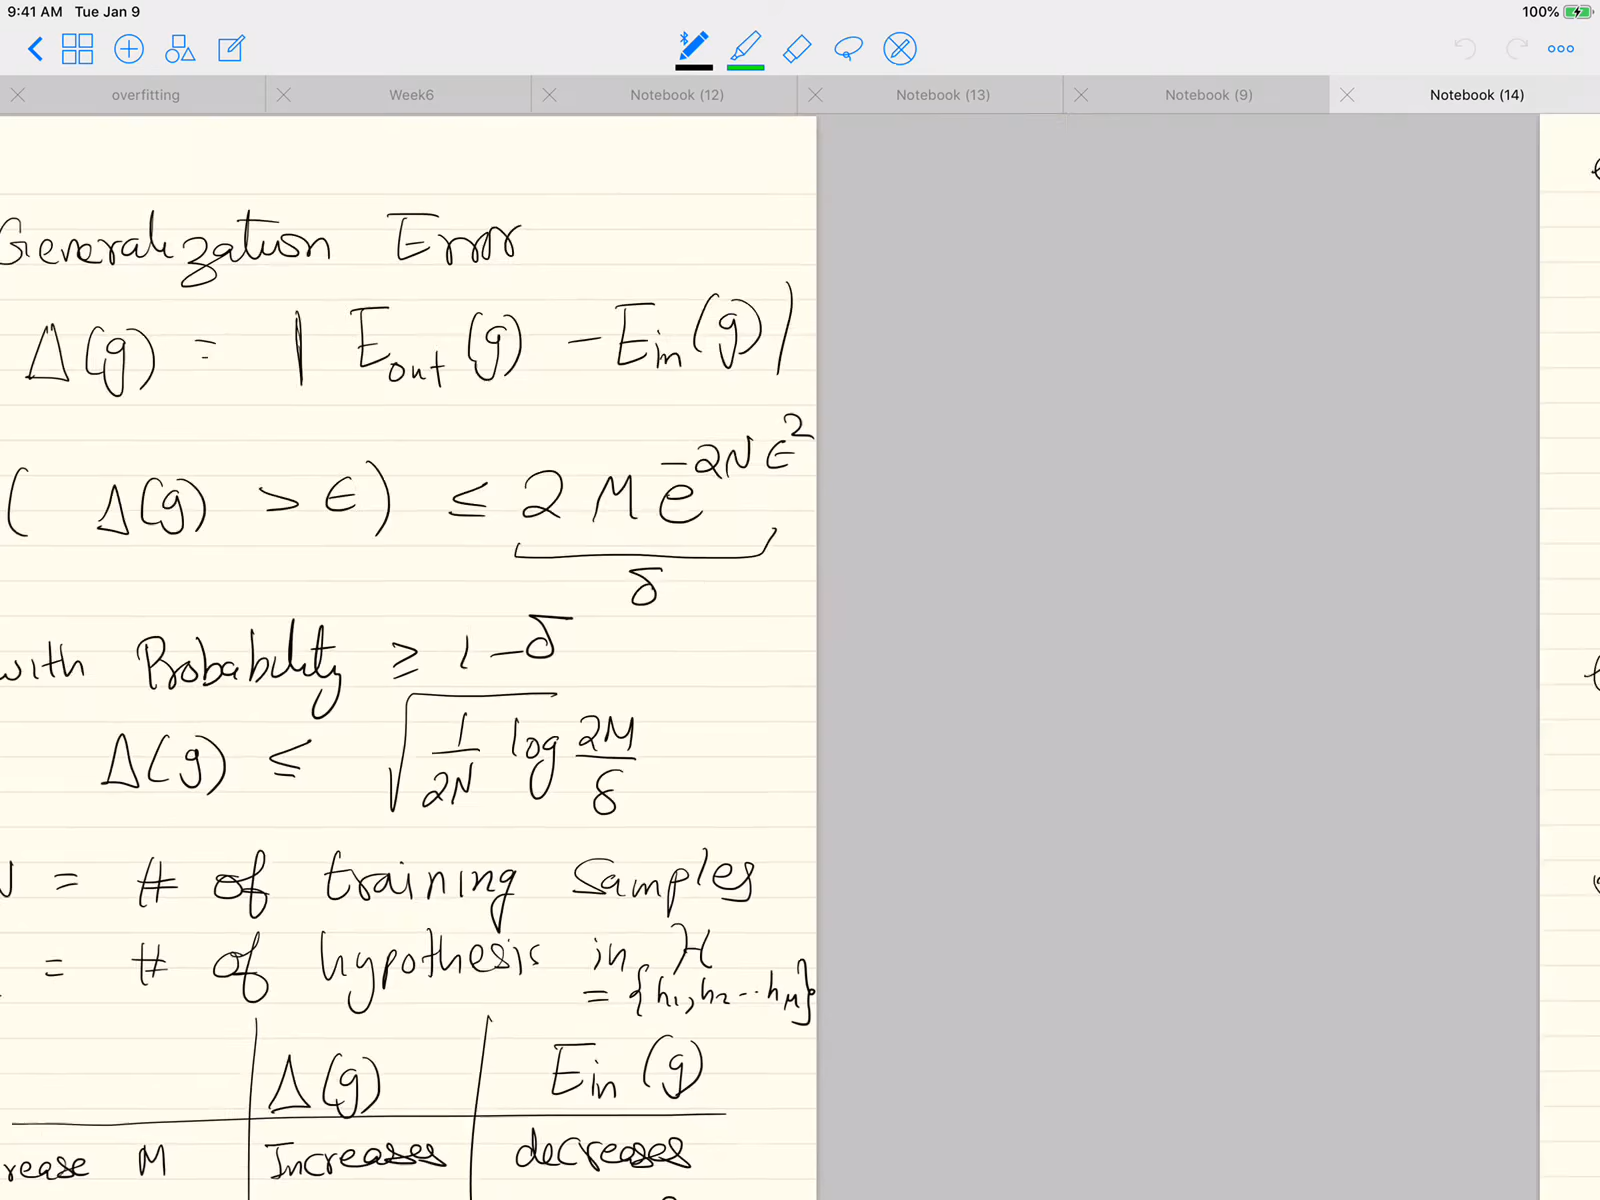 9:41 AM Tue Jan 9 100%
overfitting Week6 Notebook (12) Notebook (13) Notebook (9) Notebook (14)
Generalization Error
Δ(g) = | Eout (g) - Ein (g) |
( Δ(g) > ϵ) ≤ 2 M e^-2Nϵ²
δ
with Probability ≥ 1-δ
Δ(g) ≤ √ 1/2N log 2M/δ
= # of training Samples
= # of hypothesis in H
= {h1, h2 -- hM}
Δ(g) Ein (g)
rease M Increases decreases